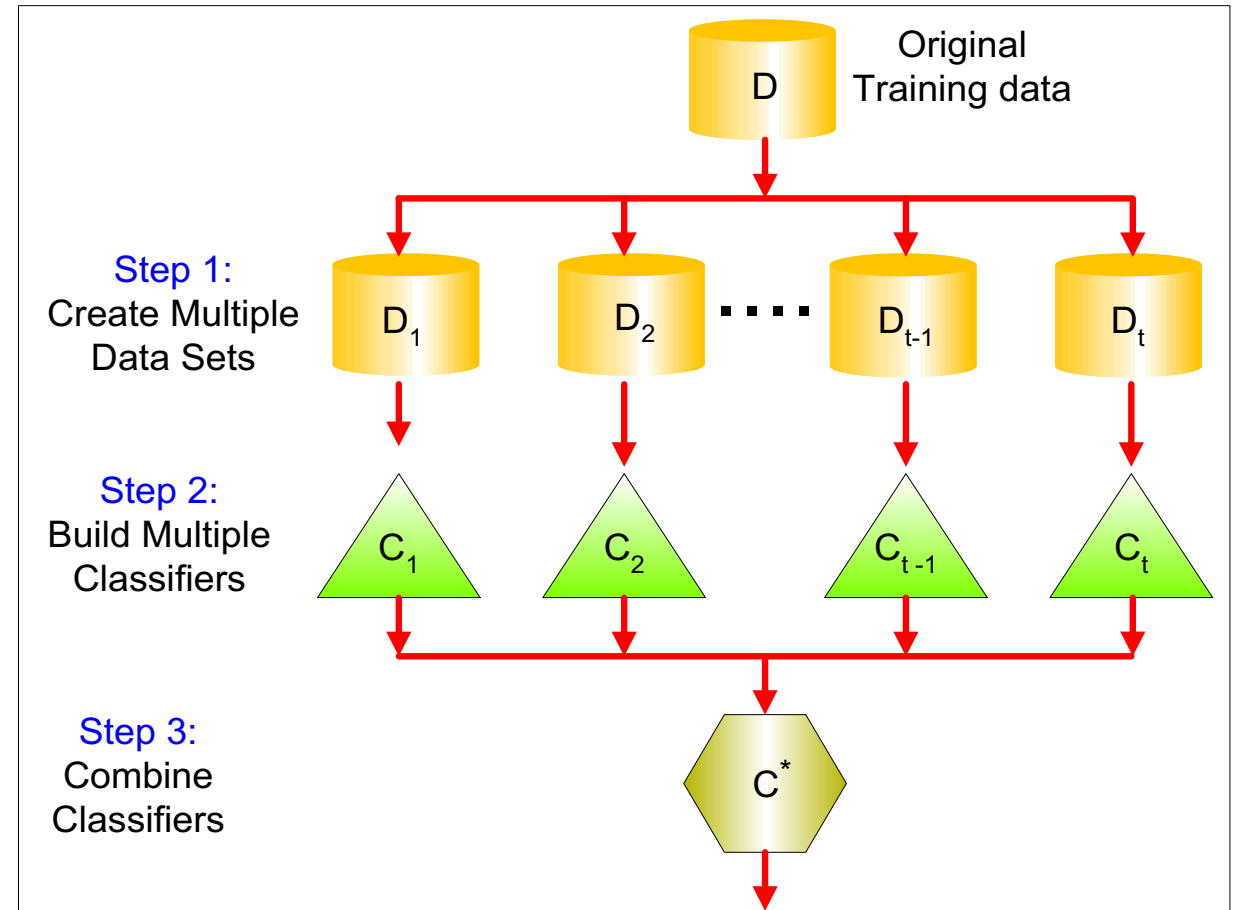 D
Original
Training data
Step 1:
Create Multiple
Data Sets
D1
D2
Dt-1
Dt
Step 2:
Build Multiple
Classifiers
C1
C2
Ct -1
Ct
Step 3:
Combine
Classifiers
C*